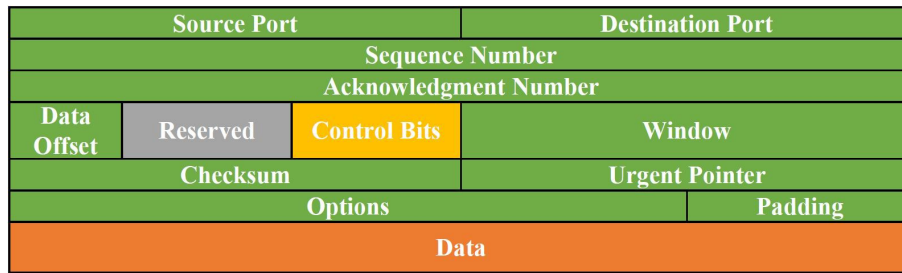 Source Port
Destination Port
Sequence Number
Acknowledgment Number
Data
Offset
Reserved
Control Bits
Window
Checksum
Urgent Pointer
Options
Padding
Data